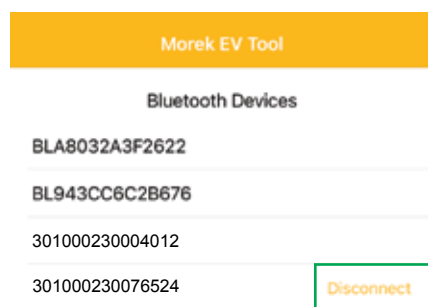 Morek EV Tool
Bluetooth Devices
BLA8032A3F2622
BL943CC6C2B676
301000230004012
301000230076524 Disconnect